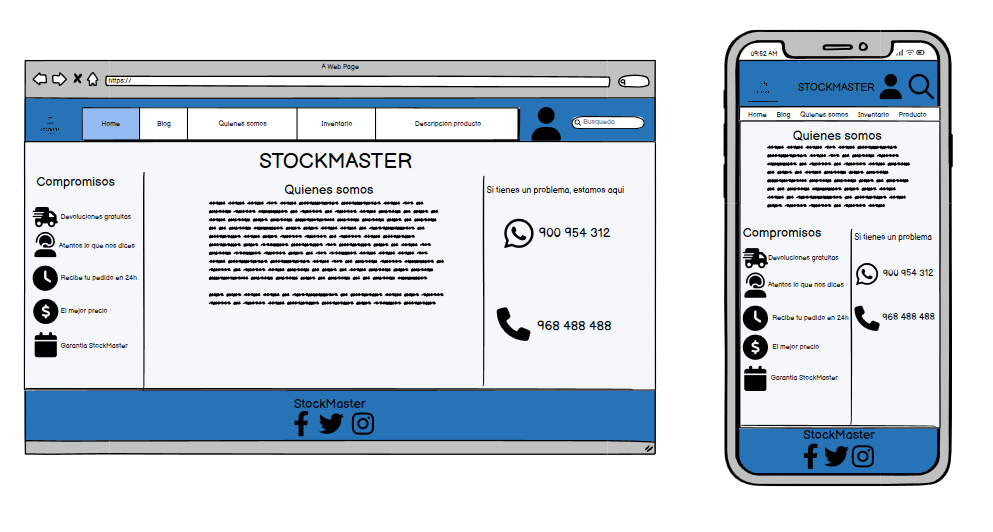 A Web Page
https://
Home
Blog
Quienes somos
Inventario
Descripcion producto
Busqueda
STOCKMASTER
Compromisos
Devoluciones gratuitas
Atentos lo que nos dices
Recibe tu pedido en 24h
El mejor precio
Garantia StockMaster
Quienes somos
Si tienes un problema, estamos aqui
900 954 312
968 488 488
StockMaster
09:52 AM
STOCKMASTER
Home Blog Quienes somos Inventario Producto
Quienes somos
Compromisos
Devoluciones gratuitas
Atentos lo que nos dices
Recibe tu pedido en 24h
El mejor precio
Garantia StockMaster
Si tienes un problema
900 954 312
968 488 488
StockMaster